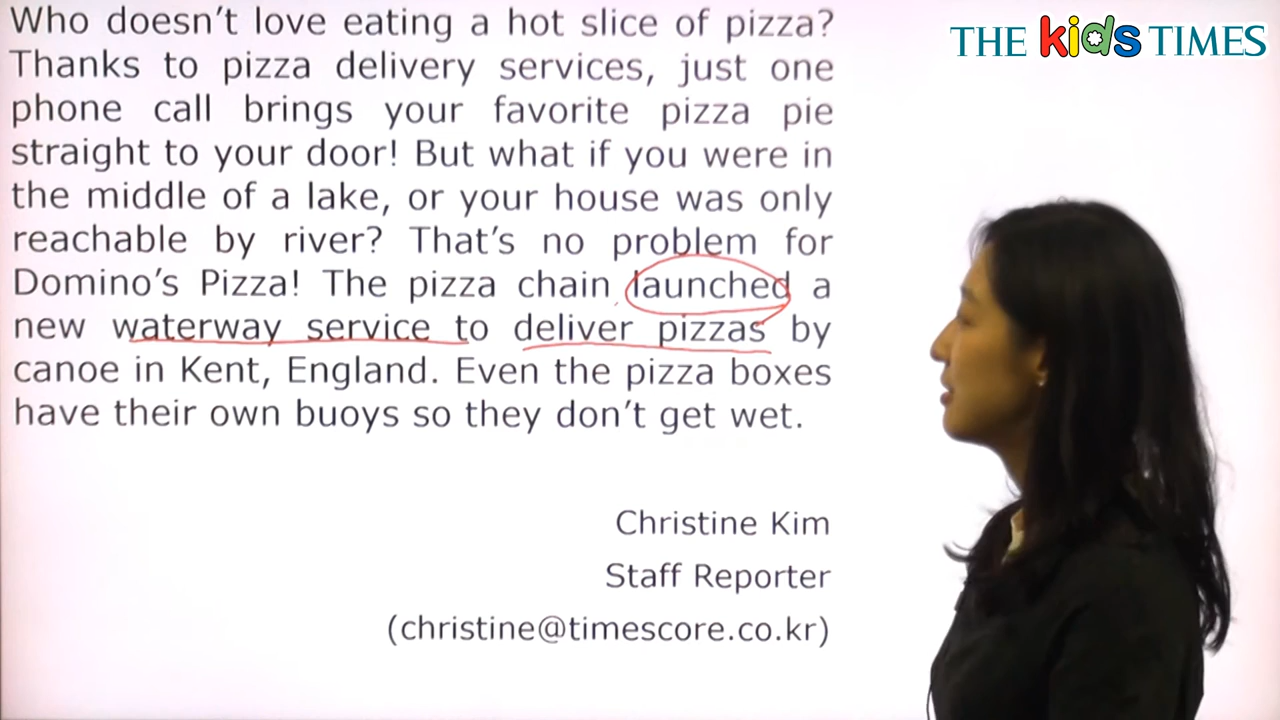 Who doesn't love eating a hot slice of pizza?
Thanks to pizza delivery services, just one
phone call brings your favorite pizza pie
straight to your door! But what if you were in
the middle of a lake, or your house was only
reachable by river? That's no problem for
Domino's Pizza! The pizza chain launched a
new waterway service to deliver pizzas by
canoe in Kent, England. Even the pizza boxes
have their own buoys so they don't get wet.
Christine Kim
Staff Reporter
(christine@timescore.co.kr)
THE kids TIMES